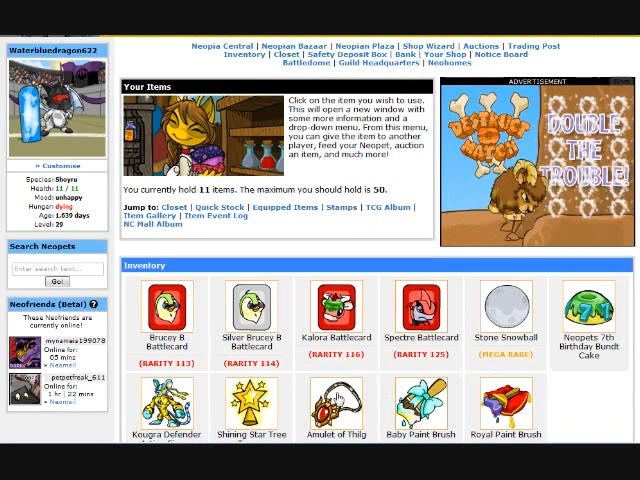 Waterbluedragon622
» Customise
Species: Shoyru
Health: 11 / 11
Mood: unhappy
Hunger: dying
Age: 1,639 days
Level: 29
Search Neopets
Enter search text...
Go!
Neofriends (Beta!) ?
These Neofriends are
currently online!
mynameis199078
Online for:
05 mins
» Neomail
_petpetfreak_611
Online for:
1 hr | 22 mins
» Neomail
Neopia Central | Neopian Bazaar | Neopian Plaza | Shop Wizard | Auctions | Trading Post
Inventory | Closet | Safety Deposit Box | Bank | Your Shop | Notice Board
Battledome | Guild Headquarters | Neohomes
Your Items
Click on the item you wish to use.
This will open a new window with
some more information and a
drop-down menu. From this menu,
you can give the item to another
player, feed your Neopet, auction
an item, and much more!
You currently hold 11 items. The maximum you should hold is 50.
Jump to: Closet | Quick Stock | Equipped Items | Stamps | TCG Album |
Item Gallery | Item Event Log
NC Mall Album
ADVERTISEMENT
DESTRUCT
MATCH
DOUBLE
THE
TROUBLE!
Inventory
Brucey B
Battlecard
(RARITY 113)
Silver Brucey B
Battlecard
(RARITY 114)
Kalora Battlecard
(RARITY 116)
Spectre Battlecard
(RARITY 125)
Stone Snowball
(MEGA RARE)
Neopets 7th
Birthday Bundt
Cake
Kougra Defender
Shining Star Tree
Amulet of Thilg
Baby Paint Brush
Royal Paint Brush